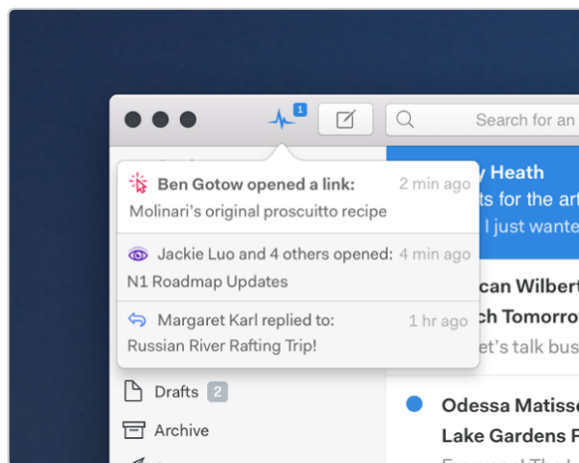 1
Search for an
Ben Gotow opened a link: 2 min ago
Molinari's original proscuitto recipe
Jackie Luo and 4 others opened: 4 min ago
N1 Roadmap Updates
Margaret Karl replied to: 1 hr ago
Russian River Rafting Trip!
Drafts 2
Archive
y Heath
ts for the art
I just wante
can Wilbert
ch Tomorro
et's talk bus
Odessa Matisse
Lake Gardens F